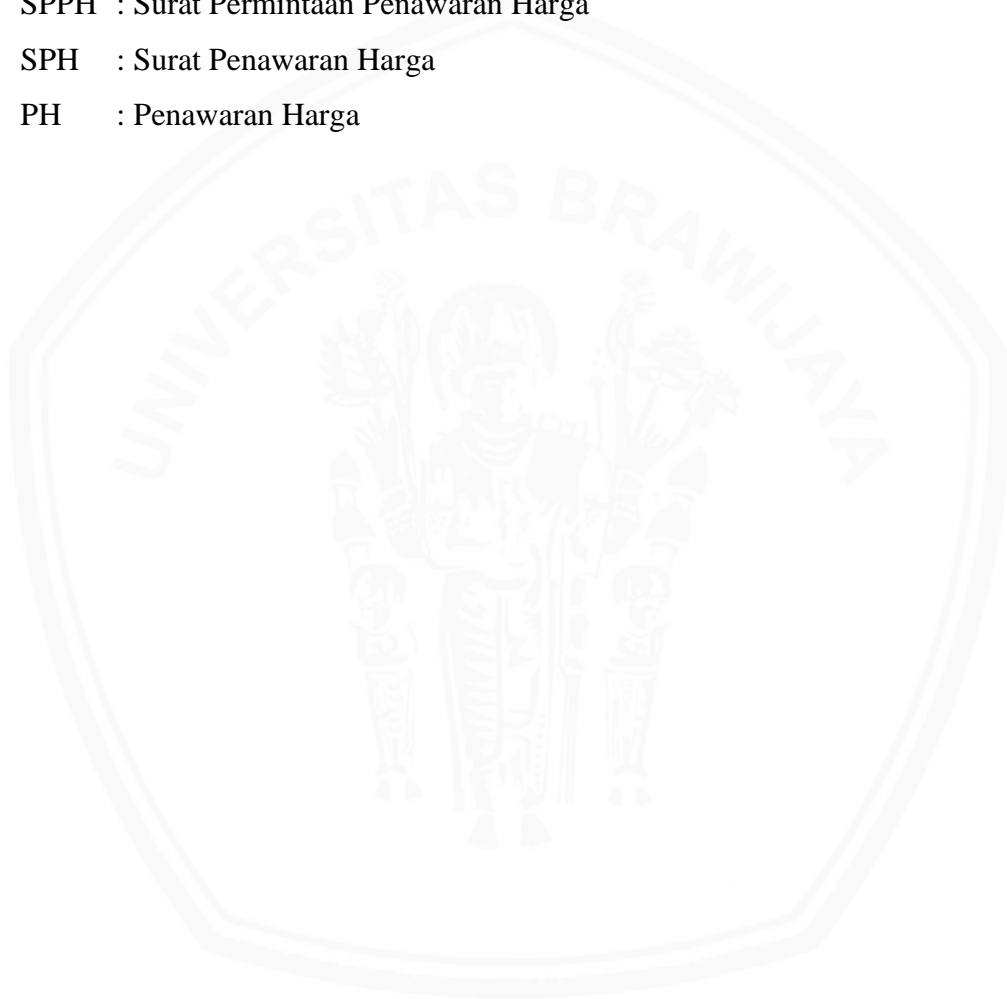 SPPH : Surat Permintaan Penawaran Harga
SPH : Surat Penawaran Harga
PH : Penawaran Harga
UNIVERSITAS BRAWIJAYA